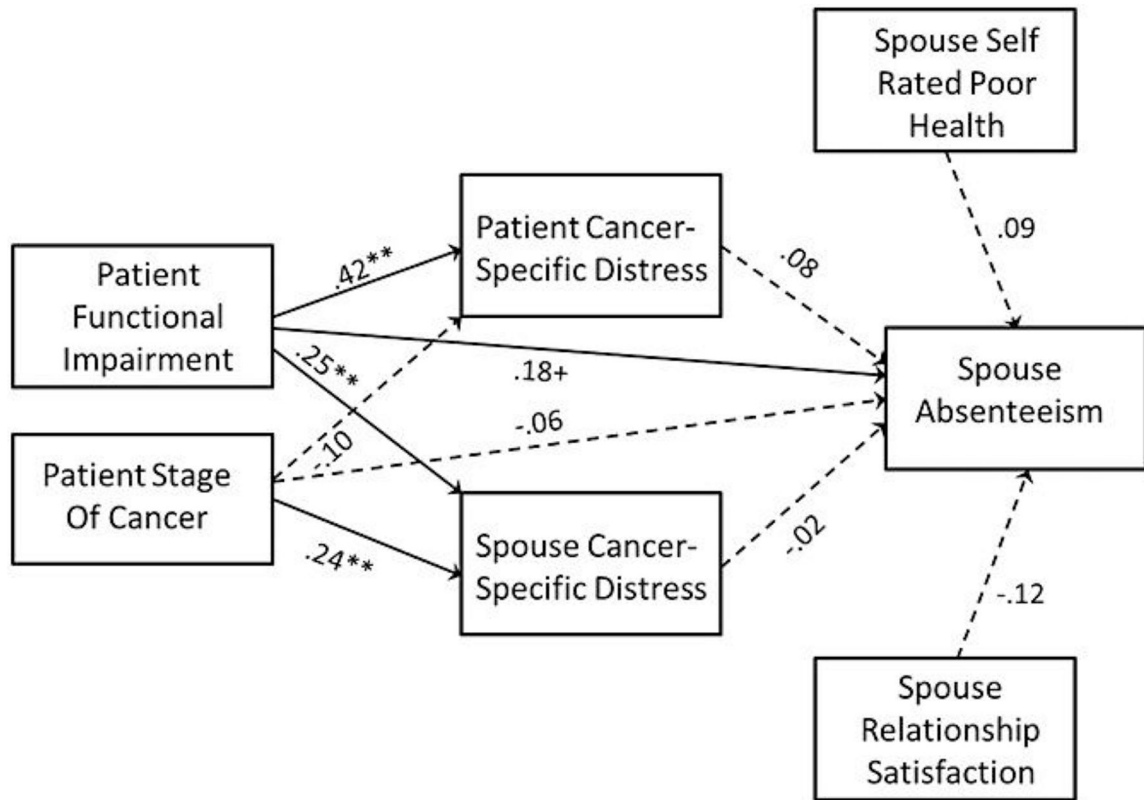 Spouse Self
Rated Poor
Health
.09
Patient Cancer-
Specific Distress
.08
.42**
Patient
Functional
Impairment
.25**
.18+
Spouse
Absenteeism
-.06
-.10
Patient Stage
Of Cancer
.24**
Spouse Cancer-
Specific Distress
-.02
-.12
Spouse
Relationship
Satisfaction